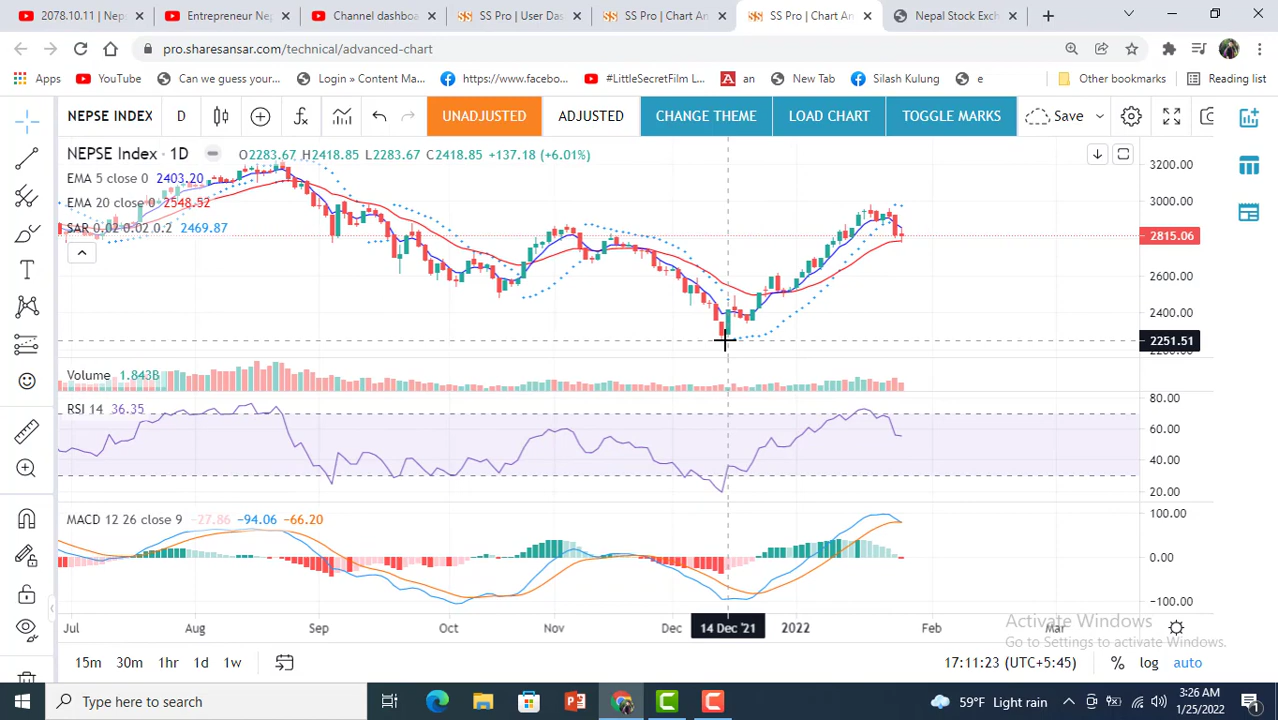 2078.10.11 | Nep
Entrepreneur Ne
Channel dashboa
SS Pro | User Das
SS Pro | Chart An
SS Pro | Chart An
Nepal Stock Exch
pro.sharesansar.com/technical/advanced-chart
Apps
YouTube
Can we guess your...
Login » Content Ma...
https://www.facebo...
#LittleSecretFilm L...
an
New Tab
Silash Kulung
e
Other bookmarks
Reading list
NEPSE INDEX
D
UNADJUSTED
ADJUSTED
CHANGE THEME
LOAD CHART
TOGGLE MARKS
Save
NEPSE Index · 1D
O2283.67 H2418.85 L2283.67 C2418.85 +137.18 (+6.01%)
EMA 5 close 0 2403.20
EMA 20 close 0 2548.52
SAR 0.02 0.02 0.2 2469.87
3200.00
3000.00
2815.06
2600.00
2400.00
2251.51
2200.00
Volume 1.843B
RSI 14 36.35
80.00
60.00
40.00
20.00
MACD 12 26 close 9 −27.86 −94.06 −66.20
100.00
0.00
−100.00
Jul
Aug
Sep
Oct
Nov
Dec
14 Dec '21
2022
Feb
Mar
Activate Windows
Go to Settings to activate Windows.
15m
30m
1hr
1d
1w
17:11:23 (UTC+5:45)
%
log
auto
Type here to search
59°F Light rain
3:26 AM
1/25/2022
1